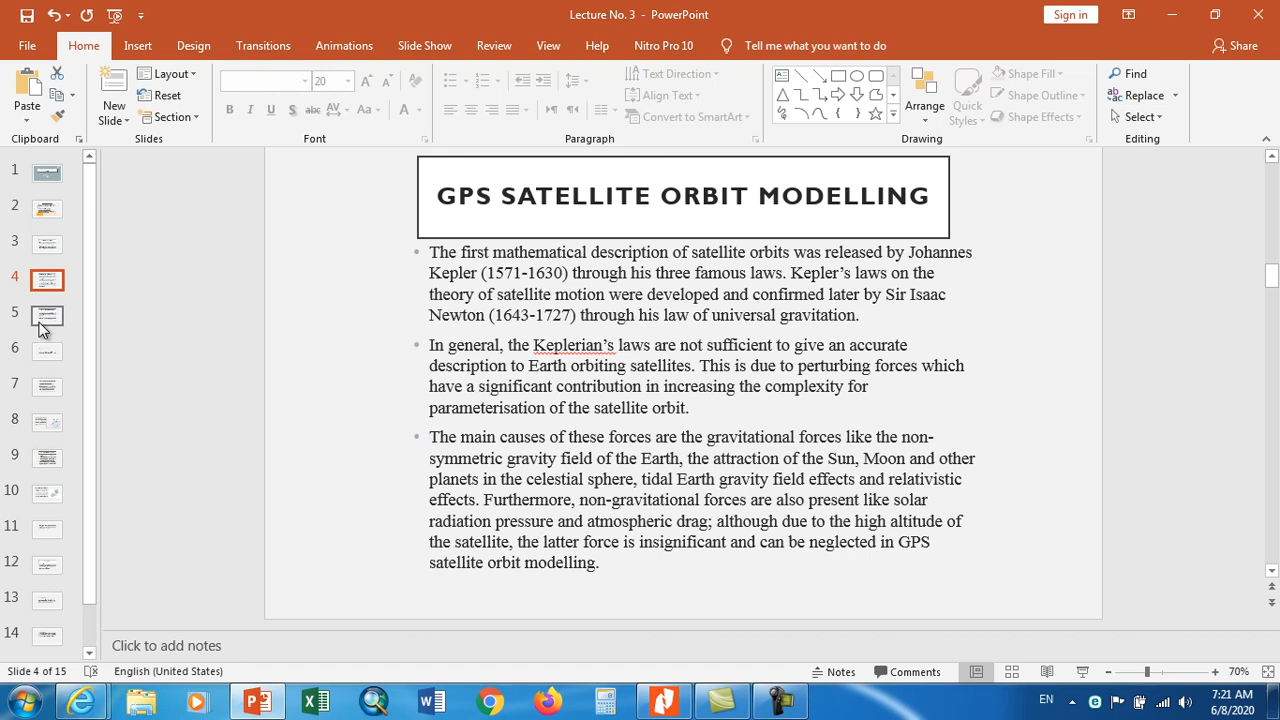 Lecture No. 3 - PowerPoint
Sign in
File Home Insert Design Transitions Animations Slide Show Review View Help Nitro Pro 10 Tell me what you want to do Share
Paste
Clipboard
New Slide
Layout
Reset
Section
Slides
20
B I U S abc AV Aa A
Font
Text Direction
Align Text
Convert to SmartArt
Paragraph
Arrange
Quick Styles
Shape Fill
Shape Outline
Shape Effects
Drawing
Find
Replace
Select
Editing
1
2
3
4
5
6
7
8
9
10
11
12
13
14
GPS SATELLITE ORBIT MODELLING
• The first mathematical description of satellite orbits was released by Johannes
Kepler (1571-1630) through his three famous laws. Kepler’s laws on the
theory of satellite motion were developed and confirmed later by Sir Isaac
Newton (1643-1727) through his law of universal gravitation.
• In general, the Keplerian’s laws are not sufficient to give an accurate
description to Earth orbiting satellites. This is due to perturbing forces which
have a significant contribution in increasing the complexity for
parameterisation of the satellite orbit.
• The main causes of these forces are the gravitational forces like the non-
symmetric gravity field of the Earth, the attraction of the Sun, Moon and other
planets in the celestial sphere, tidal Earth gravity field effects and relativistic
effects. Furthermore, non-gravitational forces are also present like solar
radiation pressure and atmospheric drag; although due to the high altitude of
the satellite, the latter force is insignificant and can be neglected in GPS
satellite orbit modelling.
Click to add notes
Slide 4 of 15 English (United States) Notes Comments 70%
EN
7:21 AM
6/8/2020